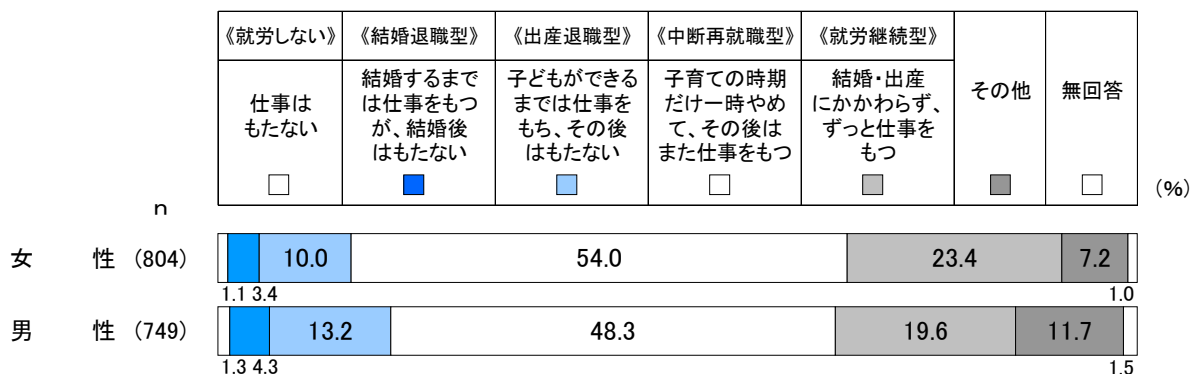 《就労しない》 《結婚退職型》 《出産退職型》 《中断再就職型》 《就労継続型》
仕事は
もたない
結婚するまで
は仕事をもつ
が、結婚後
はもたない
子どもができる
までは仕事を
もち、その後
はもたない
子育ての時期
だけ一時やめ
て、その後は
また仕事をもつ
結婚・出産
にかかわらず、
ずっと仕事を
もつ
その他
無回答
(%)
n
女 性 (804) 10.0 54.0 23.4 7.2
1.1 3.4 1.0
男 性 (749) 13.2 48.3 19.6 11.7
1.3 4.3 1.5